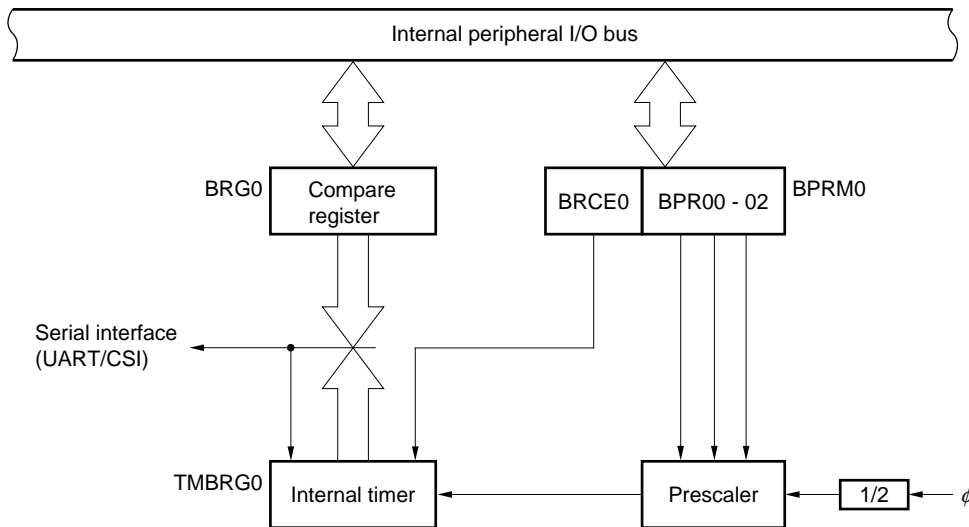 Internal peripheral I/O bus
BRG0
Compare
register
BRCE0
BPR00 - 02
BPRM0
Serial interface
(UART/CSI)
TMBRG0
Internal timer
Prescaler
1/2
ϕ